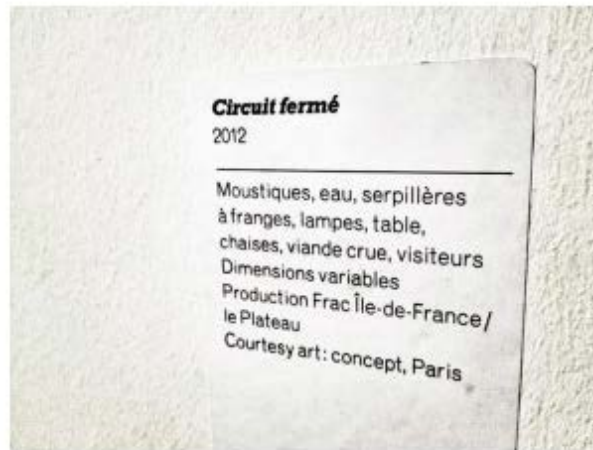 Circuit fermé
2012
Moustiques, eau, serpillères
à franges, lampes, table,
chaises, viande crue, visiteurs
Dimensions variables
Production Frac Île-de-France/
le Plateau
Courtesy art : concept, Paris